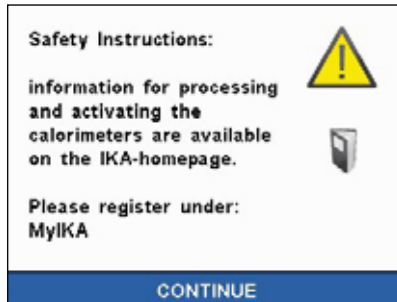 Safety Instructions:
information for processing
and activating the
calorimeters are available
on the IKA-homepage.
Please register under:
MyIKA
CONTINUE